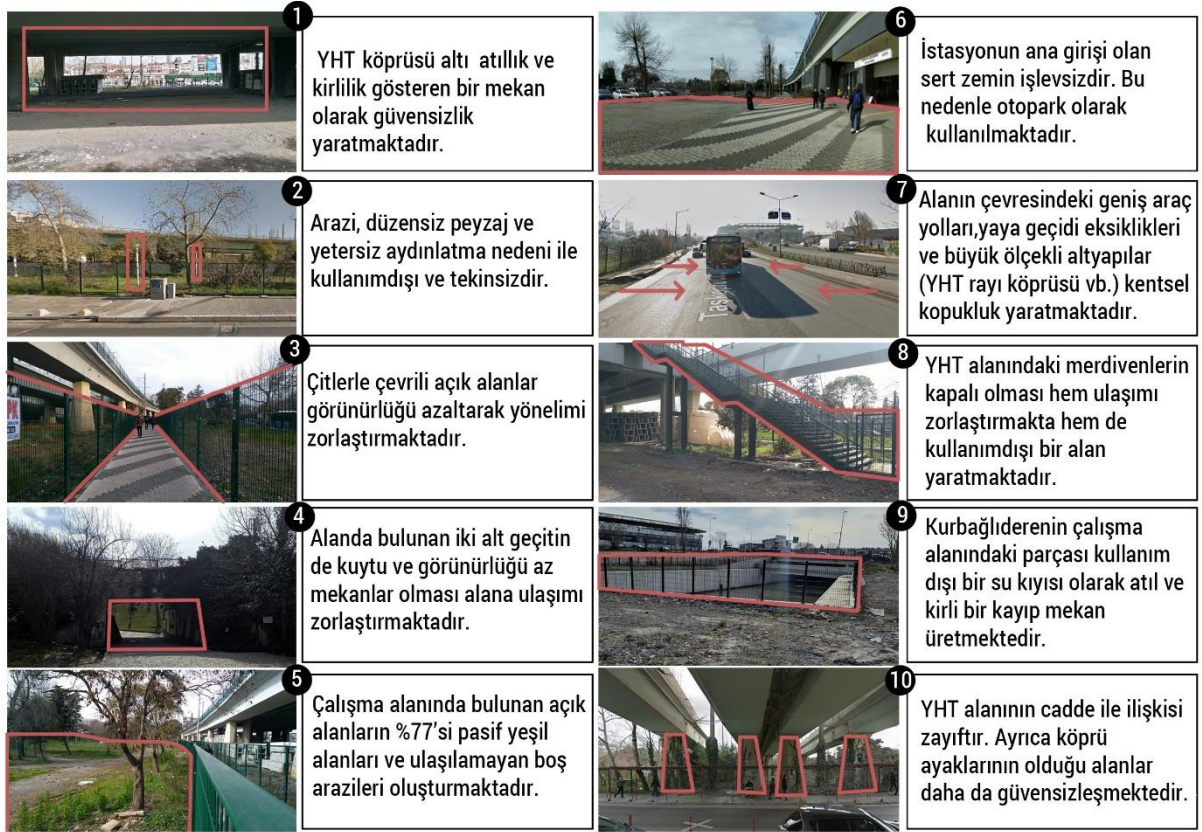 1
YHT köprüsü altı atıllık ve
kirlilik gösteren bir mekan
olarak güvensizlik
yaratmaktadır.
2
Arazi, düzensiz peyzaj ve
yetersiz aydınlatma nedeni ile
kullanımdışı ve tekinsizdir.
3
Çitlerle çevrili açık alanlar
görünürlüğü azaltarak yönelimi
zorlaştırmaktadır.
4
Alanda bulunan iki alt geçitin
de kuytu ve görünürlüğü az
mekanlar olması alana ulaşımı
zorlaştırmaktadır.
5
Çalışma alanında bulunan açık
alanların %77'si pasif yeşil
alanları ve ulaşılamayan boş
arazileri oluşturmaktadır.
6
İstasyonun ana girişi olan
sert zemin işlevsizdir. Bu
nedenle otopark olarak
kullanılmaktadır.
7
Alanın çevresindeki geniş araç
yolları,yaya geçidi eksiklikleri
ve büyük ölçekli altyapılar
(YHT rayı köprüsü vb.) kentsel
kopukluk yaratmaktadır.
8
YHT alanındaki merdivenlerin
kapalı olması hem ulaşımı
zorlaştırmakta hem de
kullanımdışı bir alan
yaratmaktadır.
9
Kurbağlıderenin çalışma
alanındaki parçası kullanım
dışı bir su kıyısı olarak atıl ve
kirli bir kayıp mekan
üretmektedir.
10
YHT alanının cadde ile ilişkisi
zayıftır. Ayrıca köprü
ayaklarının olduğu alanlar
daha da güvensizleşmektedir.